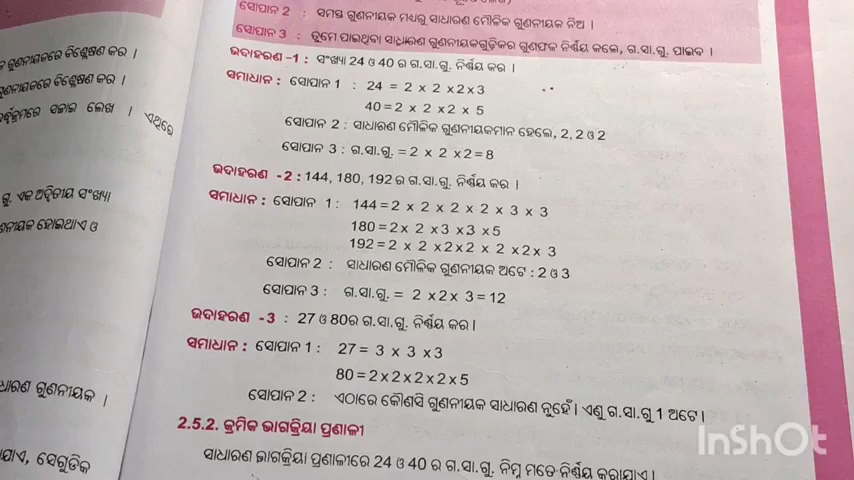 ସୋପାନ 2 : ସମସ୍ତ ଗୁଣନୀୟକ ମଧ୍ୟରୁ ସାଧାରଣ ମୌଳିକ ଗୁଣନୀୟକ ନିଅ ।
ସୋପାନ 3 : ତୁମେ ପାଇଥିବା ସାଧାରଣ ଗୁଣନୀୟକଗୁଡ଼ିକର ଗୁଣଫଳ ନିର୍ଣ୍ଣୟ କଲେ, ଗ.ସା.ଗୁ. ପାଇବ ।
ଉଦାହରଣ -1 : ସଂଖ୍ୟା 24 ଓ 40 ର ଗ.ସା.ଗୁ. ନିର୍ଣ୍ଣୟ କର ।
ସମାଧାନ : ସୋପାନ 1 : 24 = 2 x 2 x 2 x 3
40 = 2 x 2 x 2 x 5
ସୋପାନ 2 : ସାଧାରଣ ମୌଳିକ ଗୁଣନୀୟକମାନ ହେଲେ, 2, 2 ଓ 2
ସୋପାନ 3 : ଗ.ସା.ଗୁ. = 2 x 2 x 2 = 8
ଉଦାହରଣ -2 : 144, 180, 192 ର ଗ.ସା.ଗୁ. ନିର୍ଣ୍ଣୟ କର ।
ସମାଧାନ : ସୋପାନ 1 : 144 = 2 x 2 x 2 x 2 x 3 x 3
180 = 2 x 2 x 3 x 3 x 5
192 = 2 x 2 x 2 x 2 x 2 x 2 x 3
ସୋପାନ 2 : ସାଧାରଣ ମୌଳିକ ଗୁଣନୀୟକ ଅଟେ : 2 ଓ 3
ସୋପାନ 3 : ଗ.ସା.ଗୁ. = 2 x 2 x 3 = 12
ଉଦାହରଣ -3 : 27 ଓ 80ର ଗ.ସା.ଗୁ. ନିର୍ଣ୍ଣୟ କର ।
ସମାଧାନ : ସୋପାନ 1 : 27 = 3 x 3 x 3
80 = 2 x 2 x 2 x 2 x 5
ସୋପାନ 2 : ଏଠାରେ କୌଣସି ଗୁଣନୀୟକ ସାଧାରଣ ନୁହେଁ। ଏଣୁ ଗ.ସା.ଗୁ 1 ଅଟେ ।
2.5.2. କ୍ରମିକ ଭାଗକ୍ରିୟା ପ୍ରଣାଳୀ
ସାଧାରଣ ଭାଗକ୍ରିୟା ପ୍ରଣାଳୀରେ 24 ଓ 40 ର ଗ.ସା.ଗୁ. ନିମ୍ନ ମତେ ନିର୍ଣ୍ଣୟ କରାଯାଏ ।
ଗୁଣନୀୟକରେ ବିଶ୍ଳେଷଣ କର ।
ଗୁଣନୀୟକରେ ବିଶ୍ଳେଷଣ କର ।
ସଜାଇ ଲେଖ । ଏଥିରେ
ଗୁ. ଏକ ଅଦ୍ୱିତୀୟ ସଂଖ୍ୟା
ହୋଇଥାଏ ଓ
ଗୁଣନୀୟକ ।
ସେଗୁଡିକ
InShOt